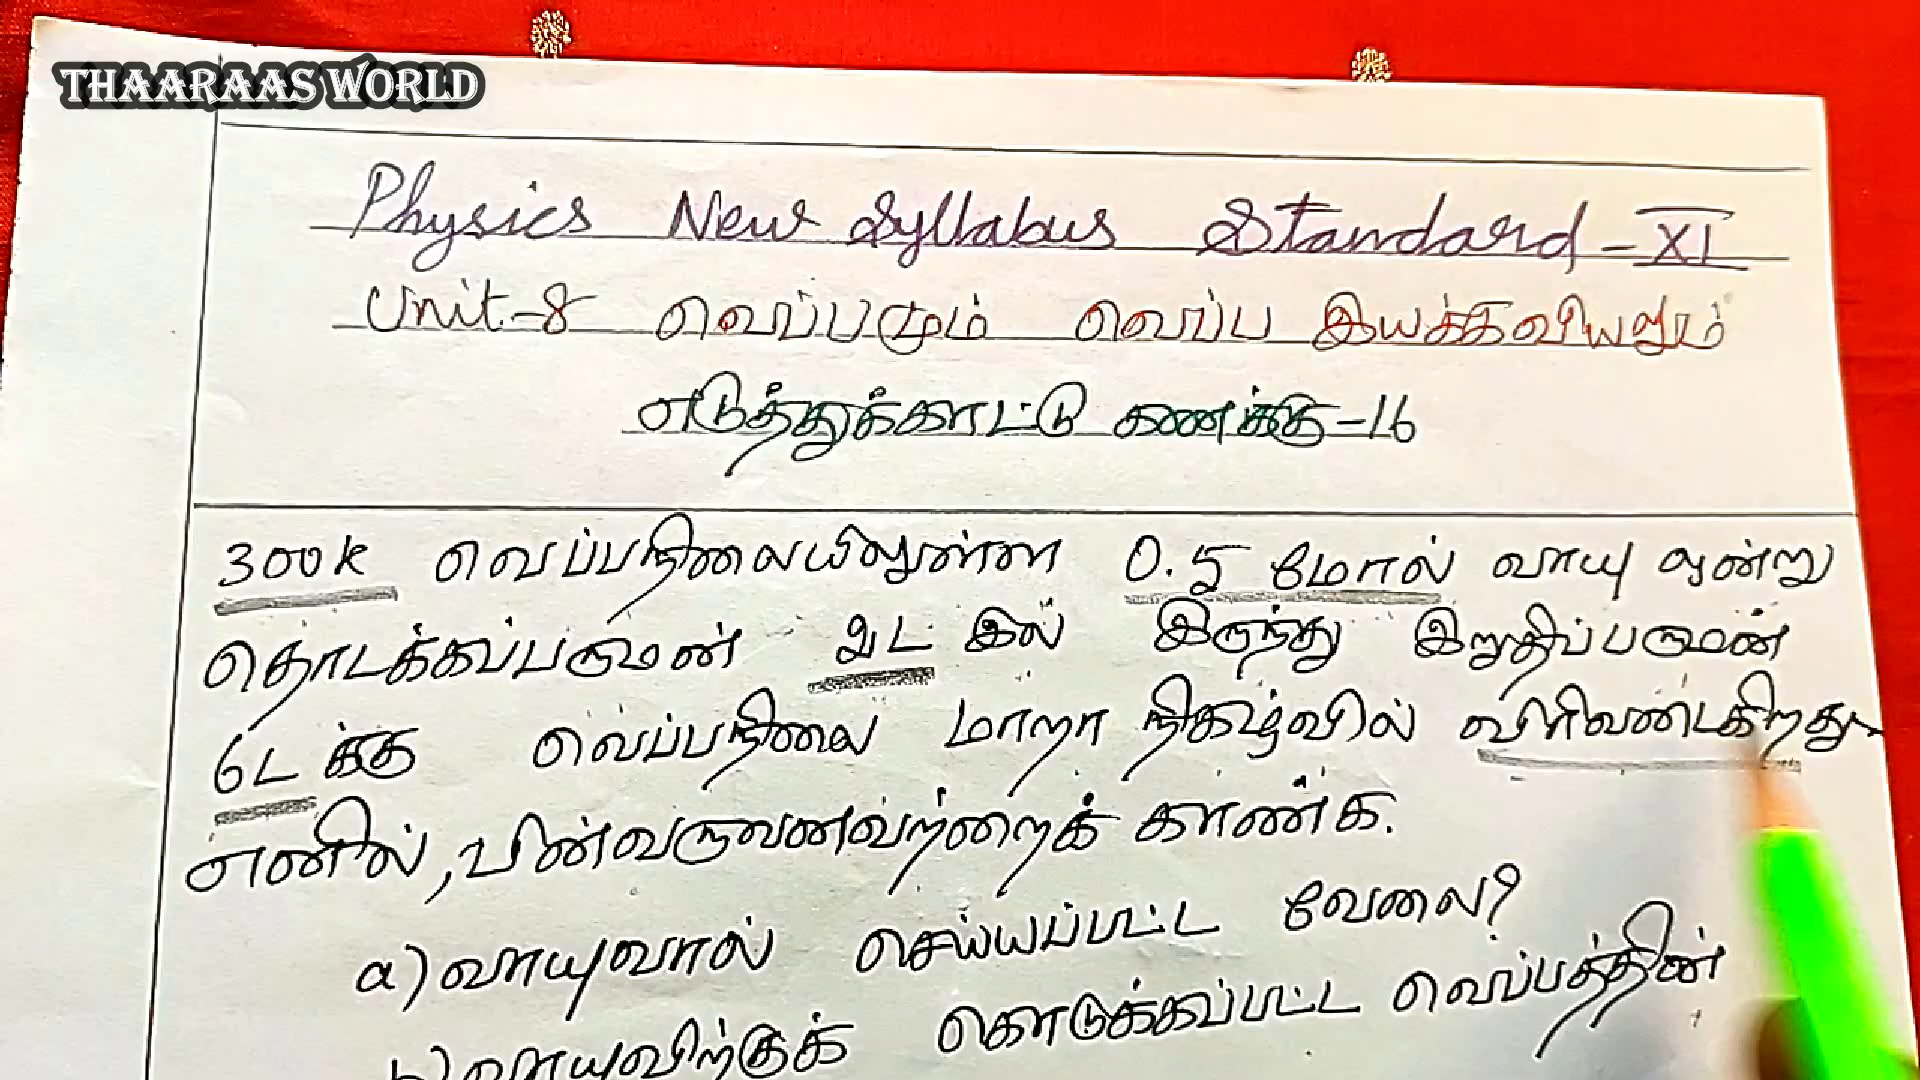 THAARAAS WORLD
Physics New Syllabus Standard - XI
Unit-8 வெப்பமும் வெப்ப இயக்கவியலும்
எடுத்துக்காட்டு கணக்கு-16
300k வெப்பநிலையிலுள்ள 0.5 மோல் வாயு ஒன்று
தொடக்கப்பருமன் 2L இல் இருந்து இறுதிப்பருமன்
6L க்கு வெப்பநிலை மாறா நிகழ்வில் விரிவடைகிறது
எனில், பின்வருவனவற்றைக் காண்க.
a) வாயுவால் செய்யப்பட்ட வேலை?
b) வாயுவிற்குக் கொடுக்கப்பட்ட வெப்பத்தின்